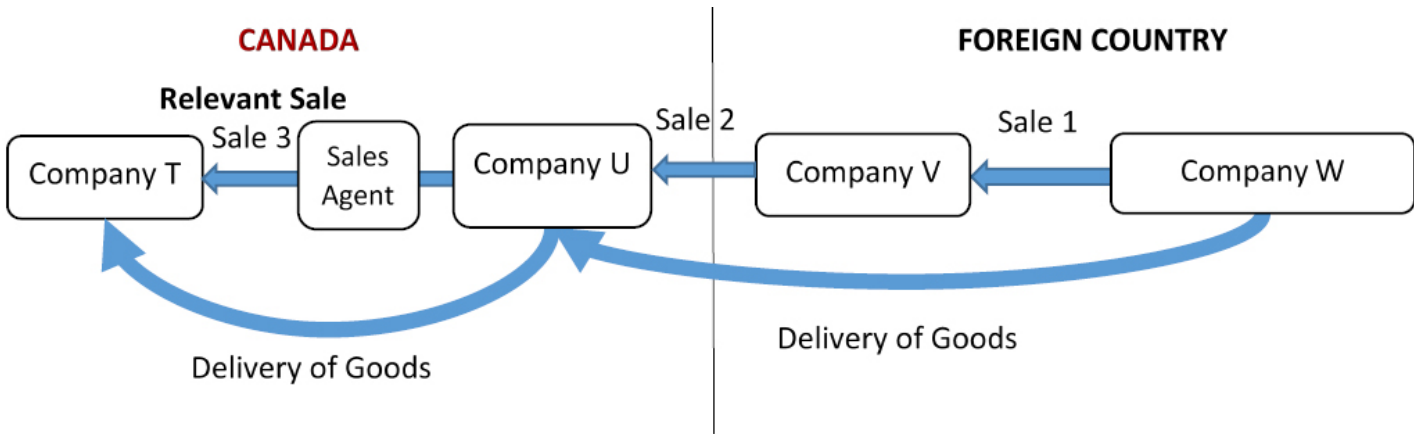 CANADA
FOREIGN COUNTRY
Relevant Sale
Sale 3
Sale 2
Sale 1
Company T
Sales
Agent
Company U
Company V
Company W
Delivery of Goods
Delivery of Goods